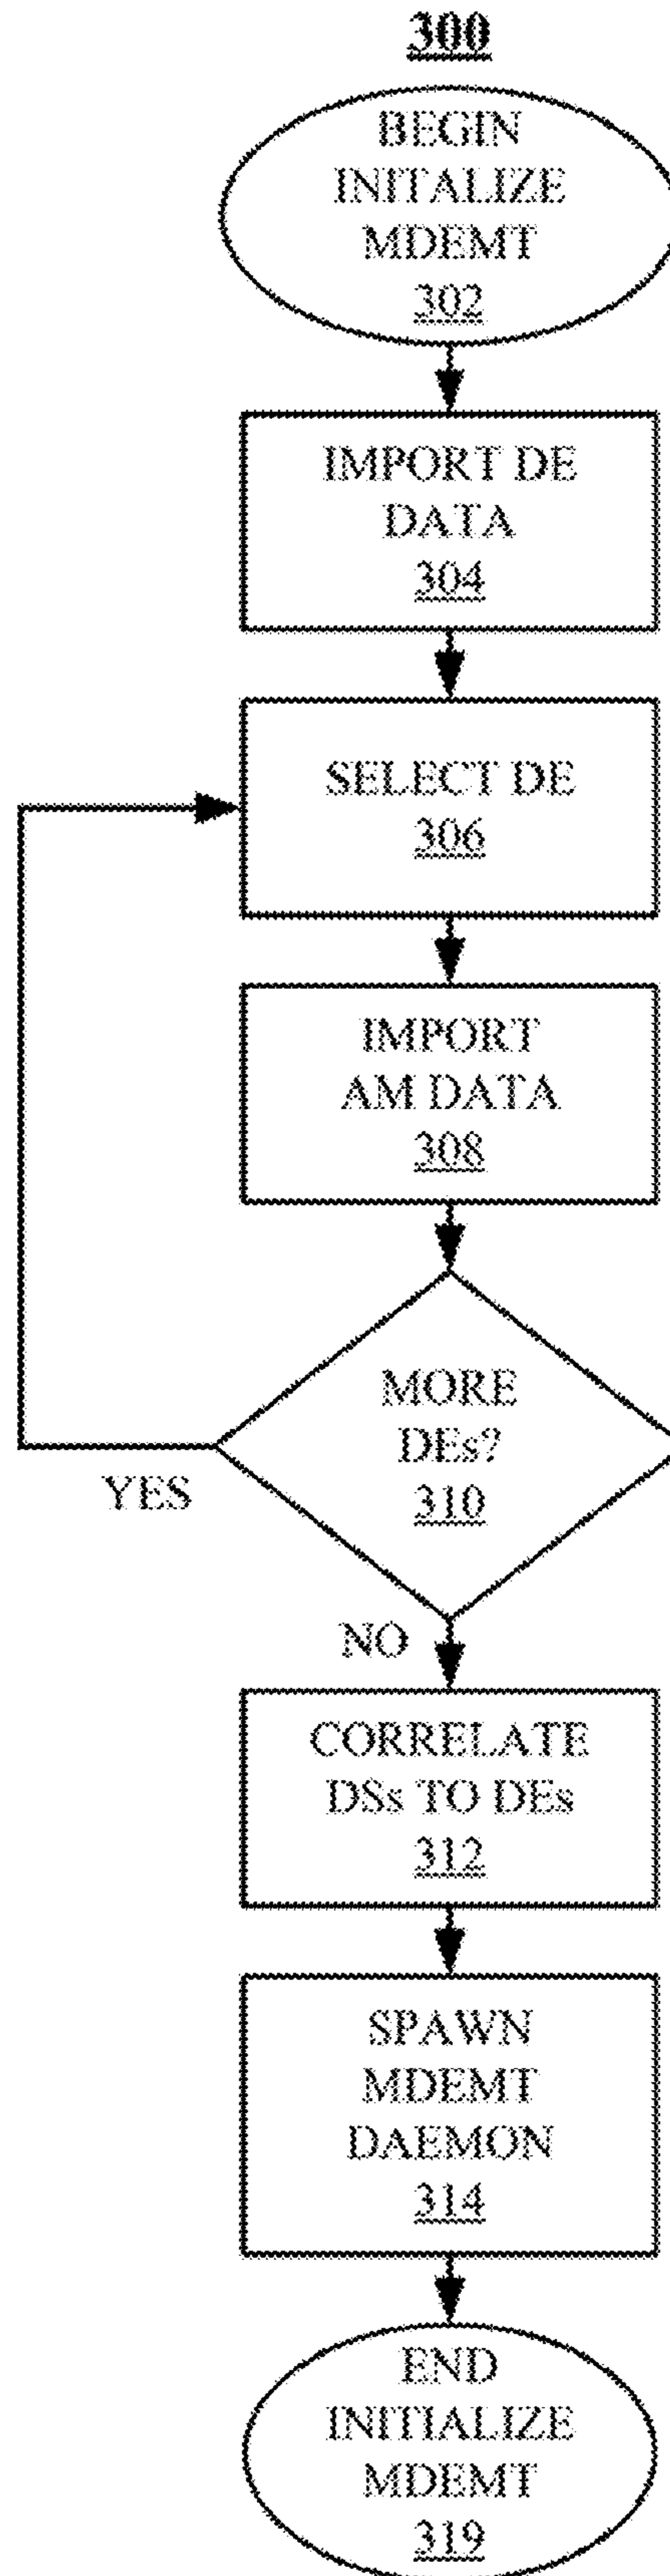 300
BEGIN
INITALIZE
MDEMT
302
IMPORT DE
DATA
304
SELECT DE
306
IMPORT
AM DATA
308
MORE
DEs?
310
YES
NO
CORRELATE
DSs TO DEs
312
SPAWN
MDEMT
DAEMON
314
END
INITIALIZE
MDEMT
319